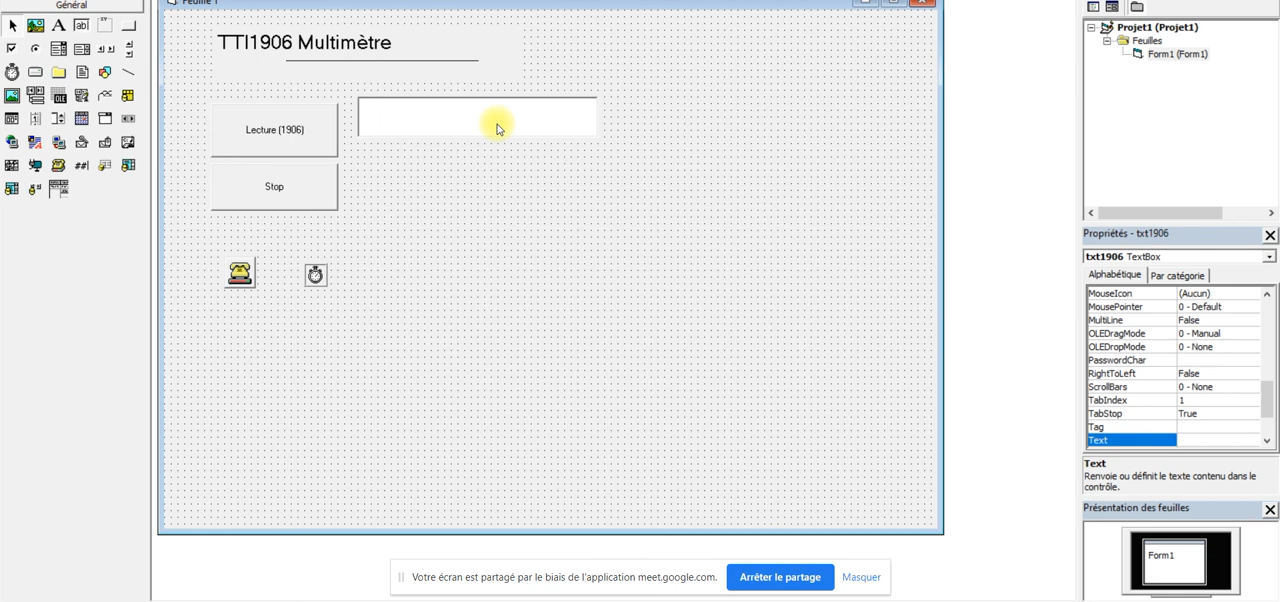 Général
Feuille 1
TTI1906 Multimètre
Lecture (1906)
Stop
Projet1 (Projet1)
Feuilles
Form1 (Form1)
Propriétés - txt1906
txt1906 TextBox
Alphabétique Par catégorie
MouseIcon (Aucun)
MousePointer 0 - Default
MultiLine False
OLEDragMode 0 - Manual
OLEDropMode 0 - None
PasswordChar
RightToLeft False
ScrollBars 0 - None
TabIndex 1
TabStop True
Tag
Text
Text
Renvoie ou définit le texte contenu dans le
contrôle.
Présentation des feuilles
Form1
Votre écran est partagé par le biais de l'application meet.google.com.
Arrêter le partage
Masquer